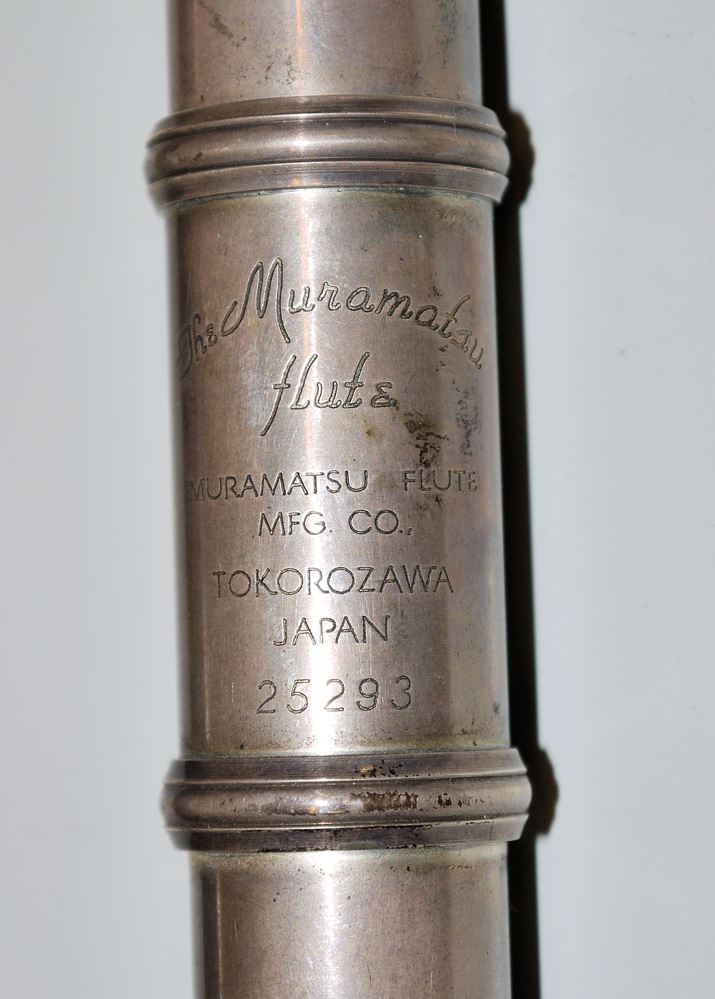 The Muramatsu
flute
MURAMATSU FLUTE
MFG. CO.,
TOKOROZAWA
JAPAN
25293